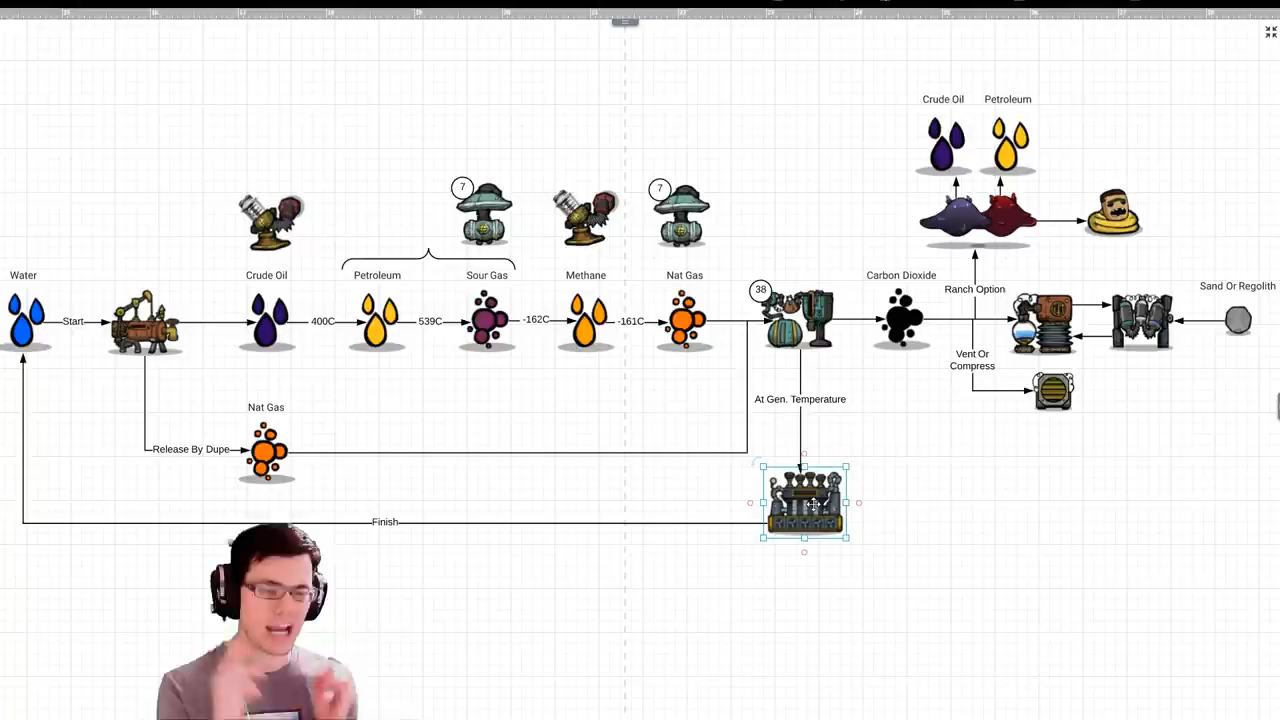 Crude Oil
Petroleum
7
7
Water
Crude Oil
Petroleum
Sour Gas
Methane
Nat Gas
38
Carbon Dioxide
Ranch Option
Sand Or Regolith
Start
400C
539C
-162C
-161C
Vent Or
Compress
At Gen. Temperature
Nat Gas
Release By Dupe
Finish